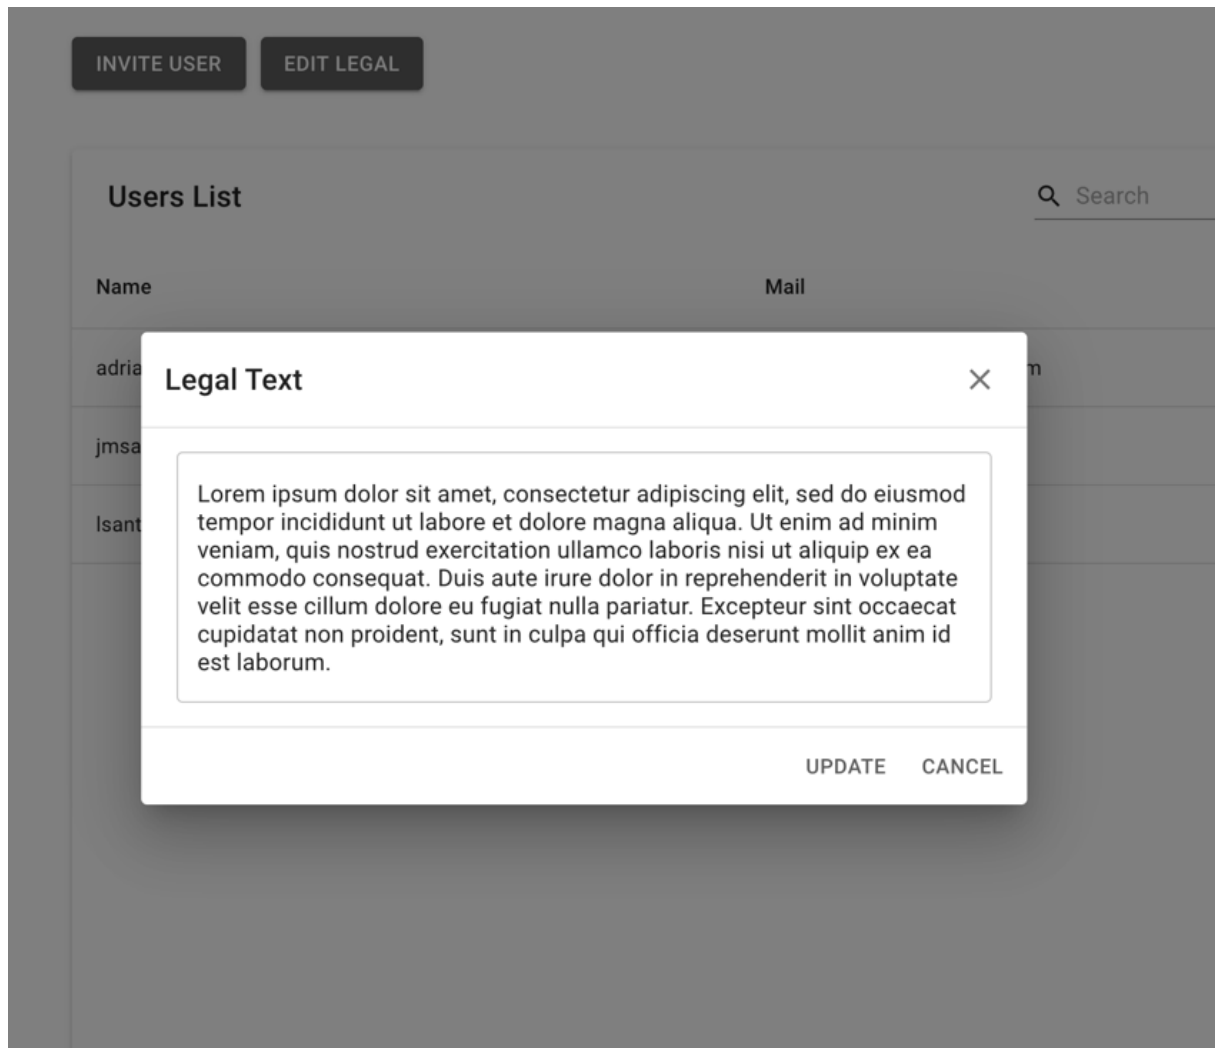 INVITE USER EDIT LEGAL
Users List Search
Name Mail
Legal Text
Lorem ipsum dolor sit amet, consectetur adipiscing elit, sed do eiusmod
tempor incididunt ut labore et dolore magna aliqua. Ut enim ad minim
veniam, quis nostrud exercitation ullamco laboris nisi ut aliquip ex ea
commodo consequat. Duis aute irure dolor in reprehenderit in voluptate
velit esse cillum dolore eu fugiat nulla pariatur. Excepteur sint occaecat
cupidatat non proident, sunt in culpa qui officia deserunt mollit anim id
est laborum.
UPDATE CANCEL